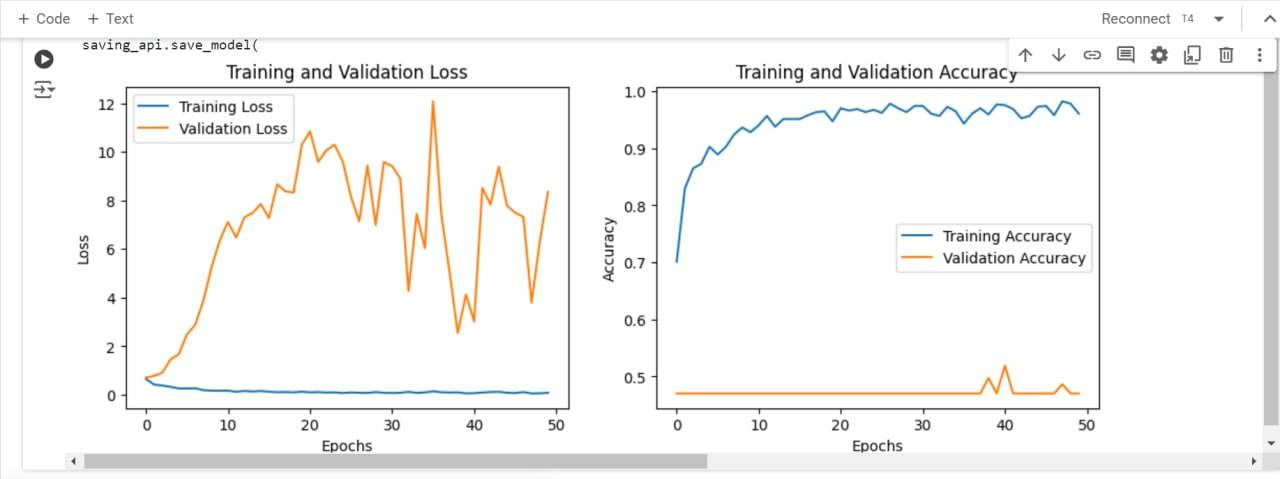 + Code + Text
Reconnect T4
saving_api.save_model(
Training and Validation Loss
Training Loss
Validation Loss
12
10
8
6
4
2
0
Loss
0 10 20 30 40 50
Epochs
Training and Validation Accuracy
1.0
0.9
0.8
0.7
0.6
0.5
Accuracy
Training Accuracy
Validation Accuracy
0 10 20 30 40 50
Epochs